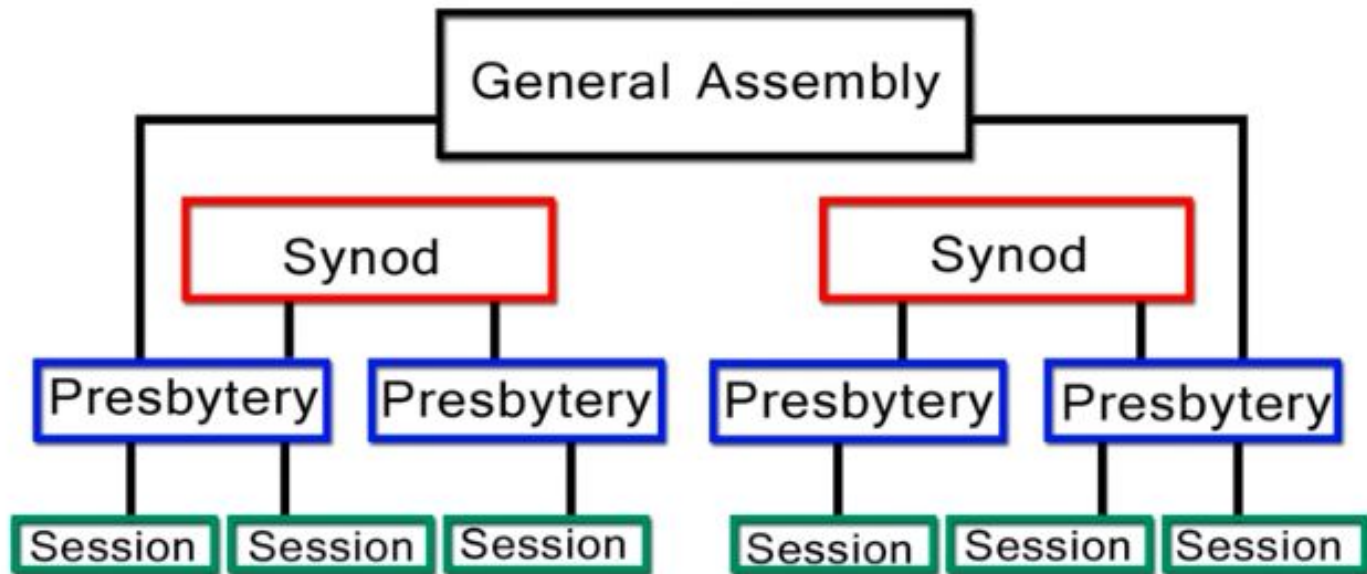 General Assembly
Synod
Synod
Presbytery
Presbytery
Presbytery
Presbytery
Session
Session
Session
Session
Session
Session